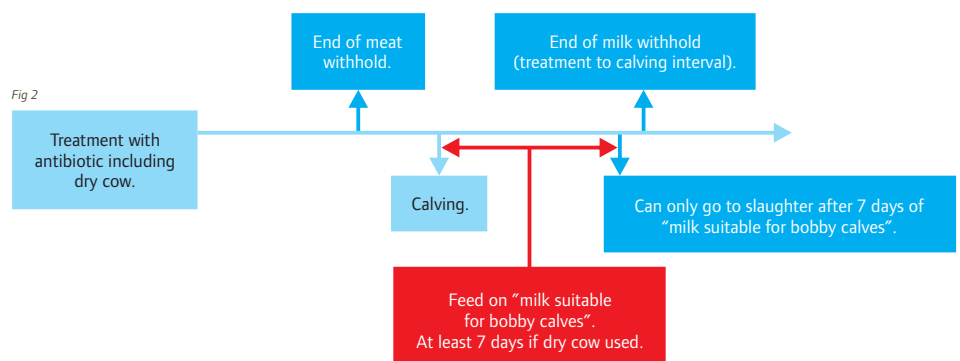 End of meat
withhold.
End of milk withhold
(treatment to calving interval).
Fig 2
Treatment with
antibiotic including
dry cow.
Calving.
Can only go to slaughter after 7 days of
“milk suitable for bobby calves”.
Feed on “milk suitable
for bobby calves”.
At least 7 days if dry cow used.